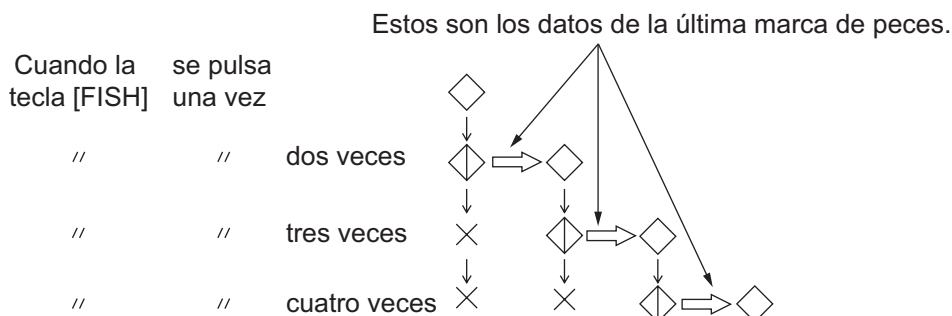 Estos son los datos de la última marca de peces.
Cuando la se pulsa
tecla [FISH] una vez
〃 〃 dos veces
〃 〃 tres veces
〃 〃 cuatro veces